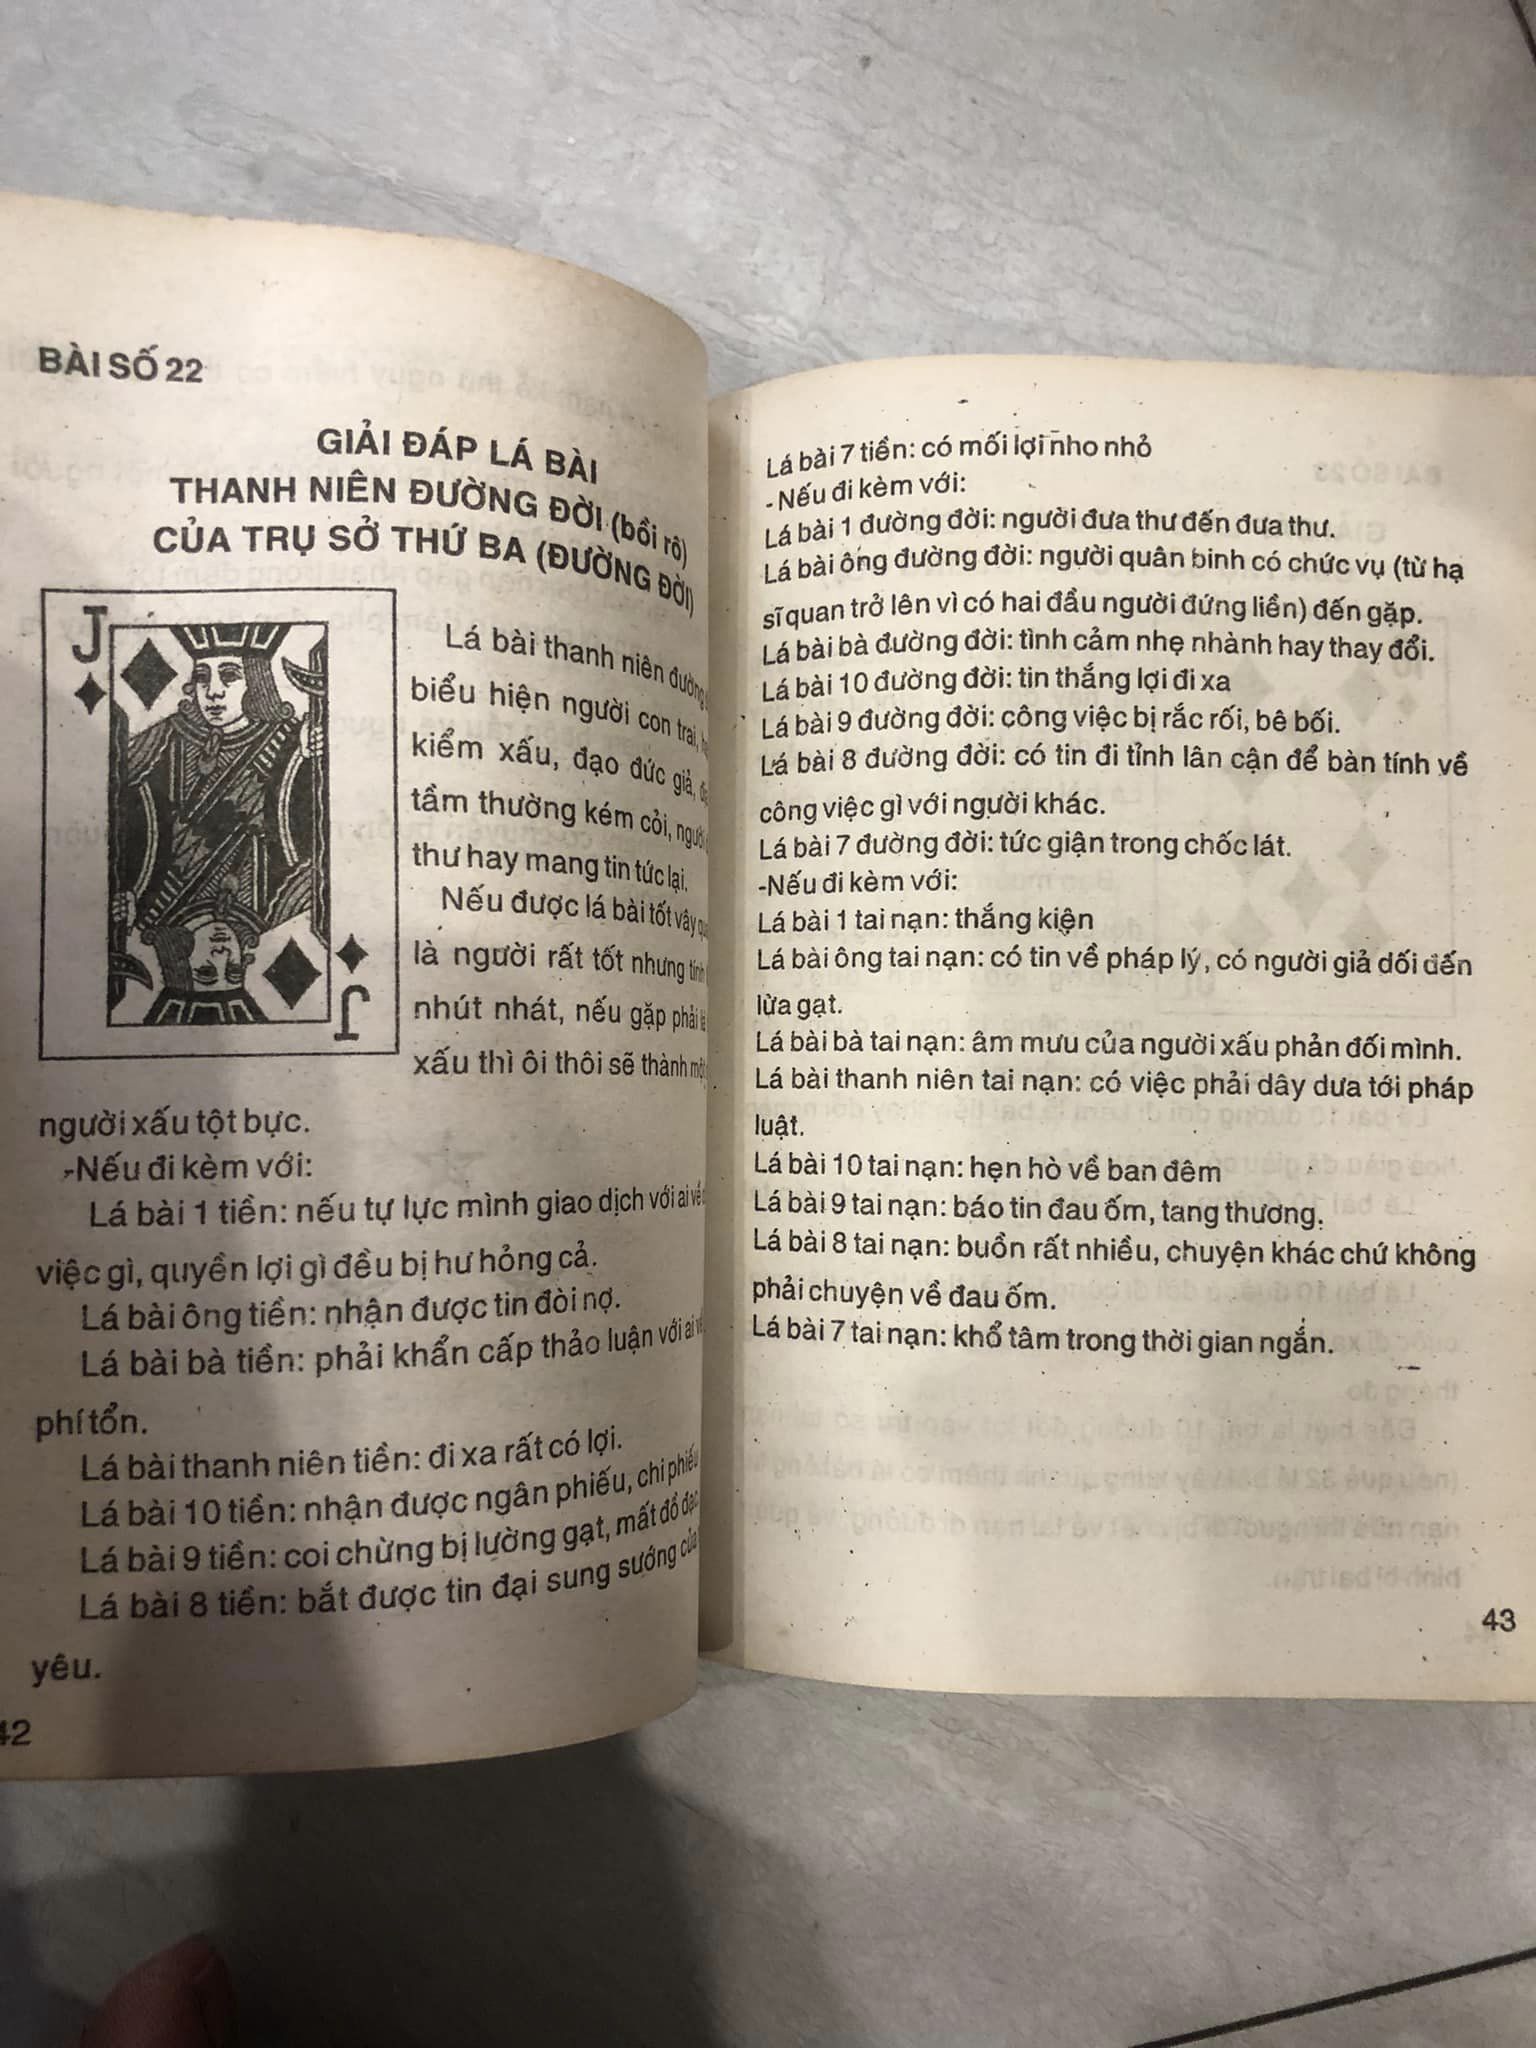 BÀI SỐ 22
GIẢI ĐÁP LÁ BÀI
THANH NIÊN ĐƯỜNG ĐỜI (bồi rô)
CỦA TRỤ SỞ THỨ BA (ĐƯỜNG ĐỜI)
J
J
Lá bài thanh niên đường
biểu hiện người con trai,
kiểm xấu, đạo đức giả,
tầm thường kém cỏi, người
thư hay mang tin tức lại.
Nếu được lá bài tốt vây
là người rất tốt nhưng tính
nhút nhát, nếu gặp phải lá
xấu thì ôi thôi sẽ thành một
người xấu tột bực.
-Nếu đi kèm với:
Lá bài 1 tiền: nếu tự lực mình giao dịch với ai về
việc gì, quyền lợi gì đều bị hư hỏng cả.
Lá bài ông tiền: nhận được tin đòi nợ.
Lá bài bà tiền: phải khẩn cấp thảo luận với ai về
phí tổn.
Lá bài thanh niên tiền: đi xa rất có lợi.
Lá bài 10 tiền: nhận được ngân phiếu, chi phiếu
Lá bài 9 tiền: coi chừng bị lường gạt, mất đồ đạc
Lá bài 8 tiền: bắt được tin đại sung sướng của
yêu.
42
Lá bài 7 tiền: có mối lợi nho nhỏ
-Nếu đi kèm với:
Lá bài 1 đường đời: người đưa thư đến đưa thư.
Lá bài ông đường đời: người quân binh có chức vụ (từ hạ
sĩ quan trở lên vì có hai đầu người đứng liền) đến gặp.
Lá bài bà đường đời: tình cảm nhẹ nhành hay thay đổi.
Lá bài 10 đường đời: tin thắng lợi đi xa
Lá bài 9 đường đời: công việc bị rắc rối, bê bối.
Lá bài 8 đường đời: có tin đi tỉnh lân cận để bàn tính về
công việc gì với người khác.
Lá bài 7 đường đời: tức giận trong chốc lát.
-Nếu đi kèm với:
Lá bài 1 tai nạn: thắng kiện
Lá bài ông tai nạn: có tin về pháp lý, có người giả dối đến
lừa gạt.
Lá bài bà tai nạn: âm mưu của người xấu phản đối mình.
Lá bài thanh niên tai nạn: có việc phải dây dưa tới pháp
luật.
Lá bài 10 tai nạn: hẹn hò về ban đêm
Lá bài 9 tai nạn: báo tin đau ốm, tang thương.
Lá bài 8 tai nạn: buồn rất nhiều, chuyện khác chứ không
phải chuyện về đau ốm.
Lá bài 7 tai nạn: khổ tâm trong thời gian ngắn.
43